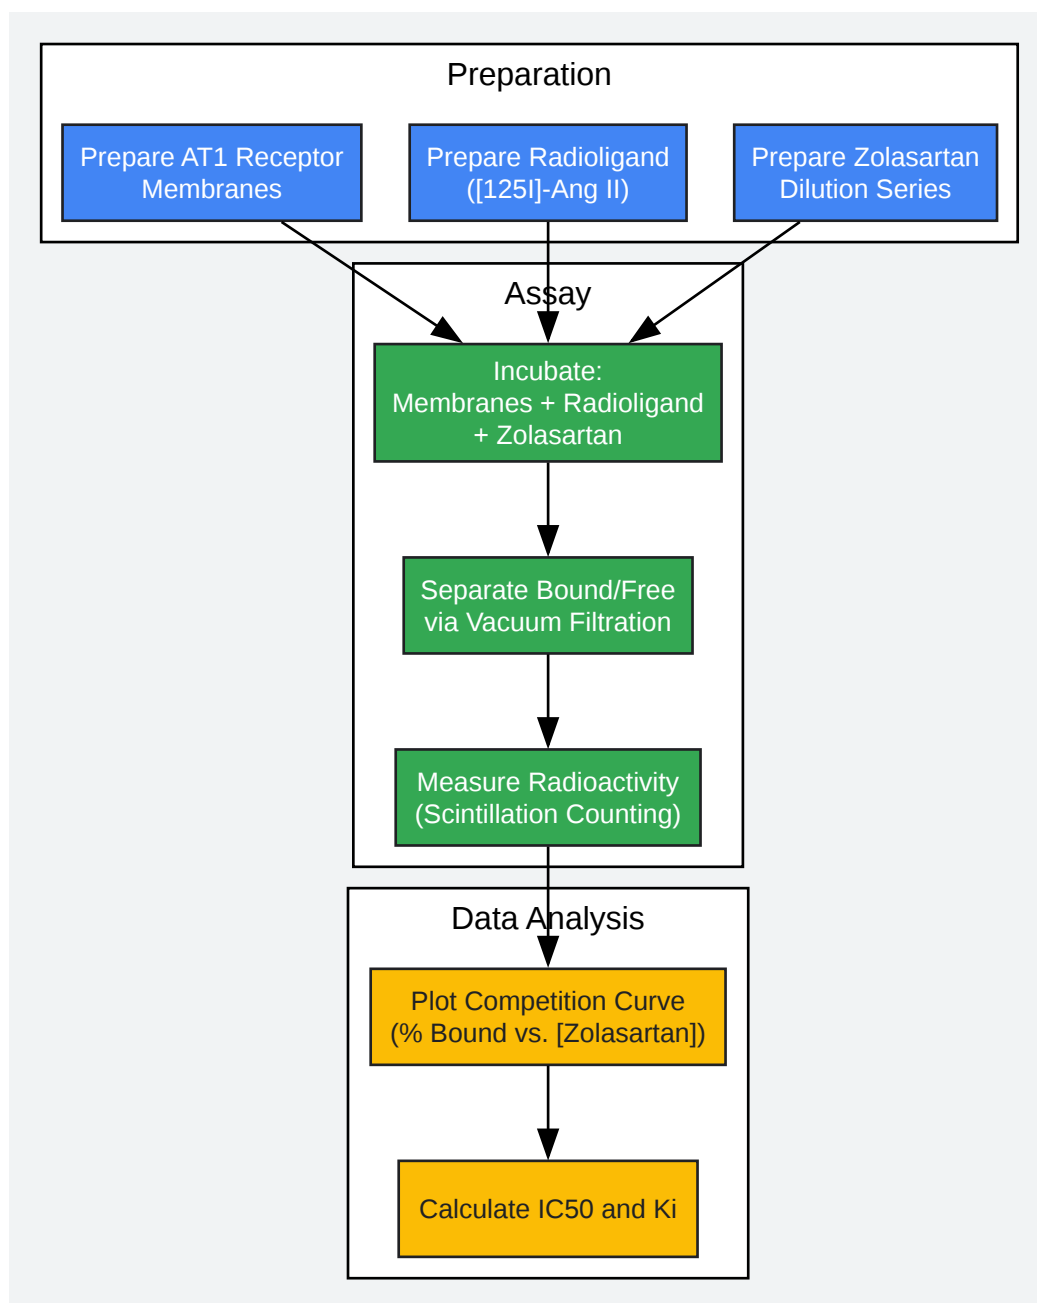 Preparation
Prepare AT1 Receptor
Membranes
Prepare Radioligand
([125I]-Ang II)
Prepare Zolasartan
Dilution Series
Assay
Incubate:
Membranes + Radioligand
+ Zolasartan
Separate Bound/Free
via Vacuum Filtration
Measure Radioactivity
(Scintillation Counting)
Data Analysis
Plot Competition Curve
(% Bound vs. [Zolasartan])
Calculate IC50 and Ki